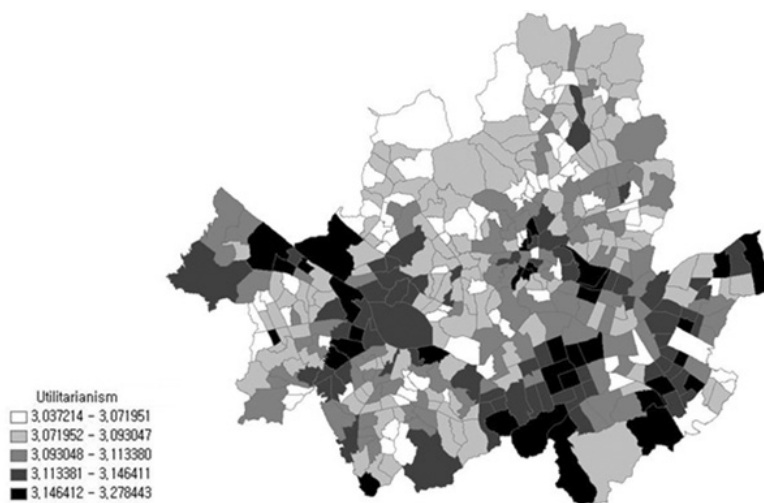 Utilitarianism
3,037214 - 3,071951
3,071952 - 3,093047
3,093048 - 3,113380
3,113381 - 3,146411
3,146412 - 3,278443